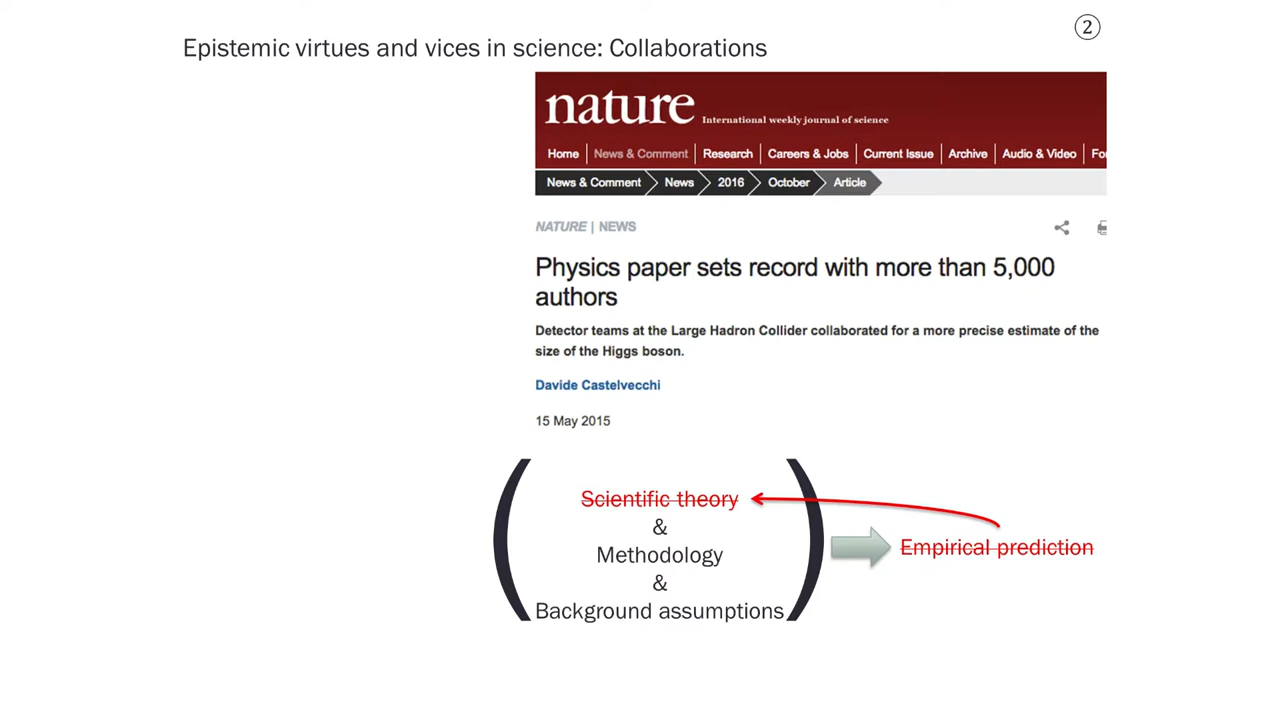 ②
Epistemic virtues and vices in science: Collaborations
nature International weekly journal of science
Home News & Comment Research Careers & Jobs Current Issue Archive Audio & Video
News & Comment News 2016 October Article
NATURE | NEWS
Physics paper sets record with more than 5,000
authors
Detector teams at the Large Hadron Collider collaborated for a more precise estimate of the
size of the Higgs boson.
Davide Castelvecchi
15 May 2015
Scientific theory
&
Methodology
&
Background assumptions
Empirical prediction